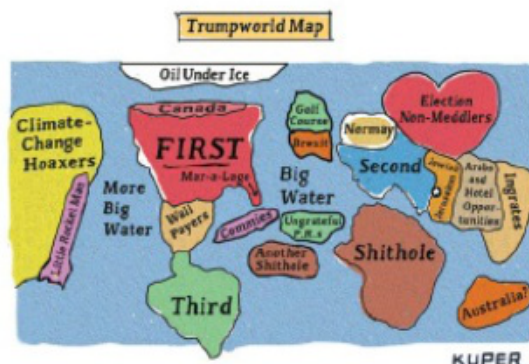 Trumpworld Map
Oil Under Ice
Canada
Golf
Course
Brexit
Norway
Election
Non-Meddlers
Climate-
Change
Hoaxers
FIRST
Mar-a-Lago
Second
Jewish
Jerusalem
Arabs
and
Hotel
Oppor-
tunities
Ingrates
Little Rocket Man
More
Big
Water
Wall
Payers
Big
Water
Commies
Ungrateful
P.R.s
Another
Shithole
Shithole
Third
Australia?
KUPER